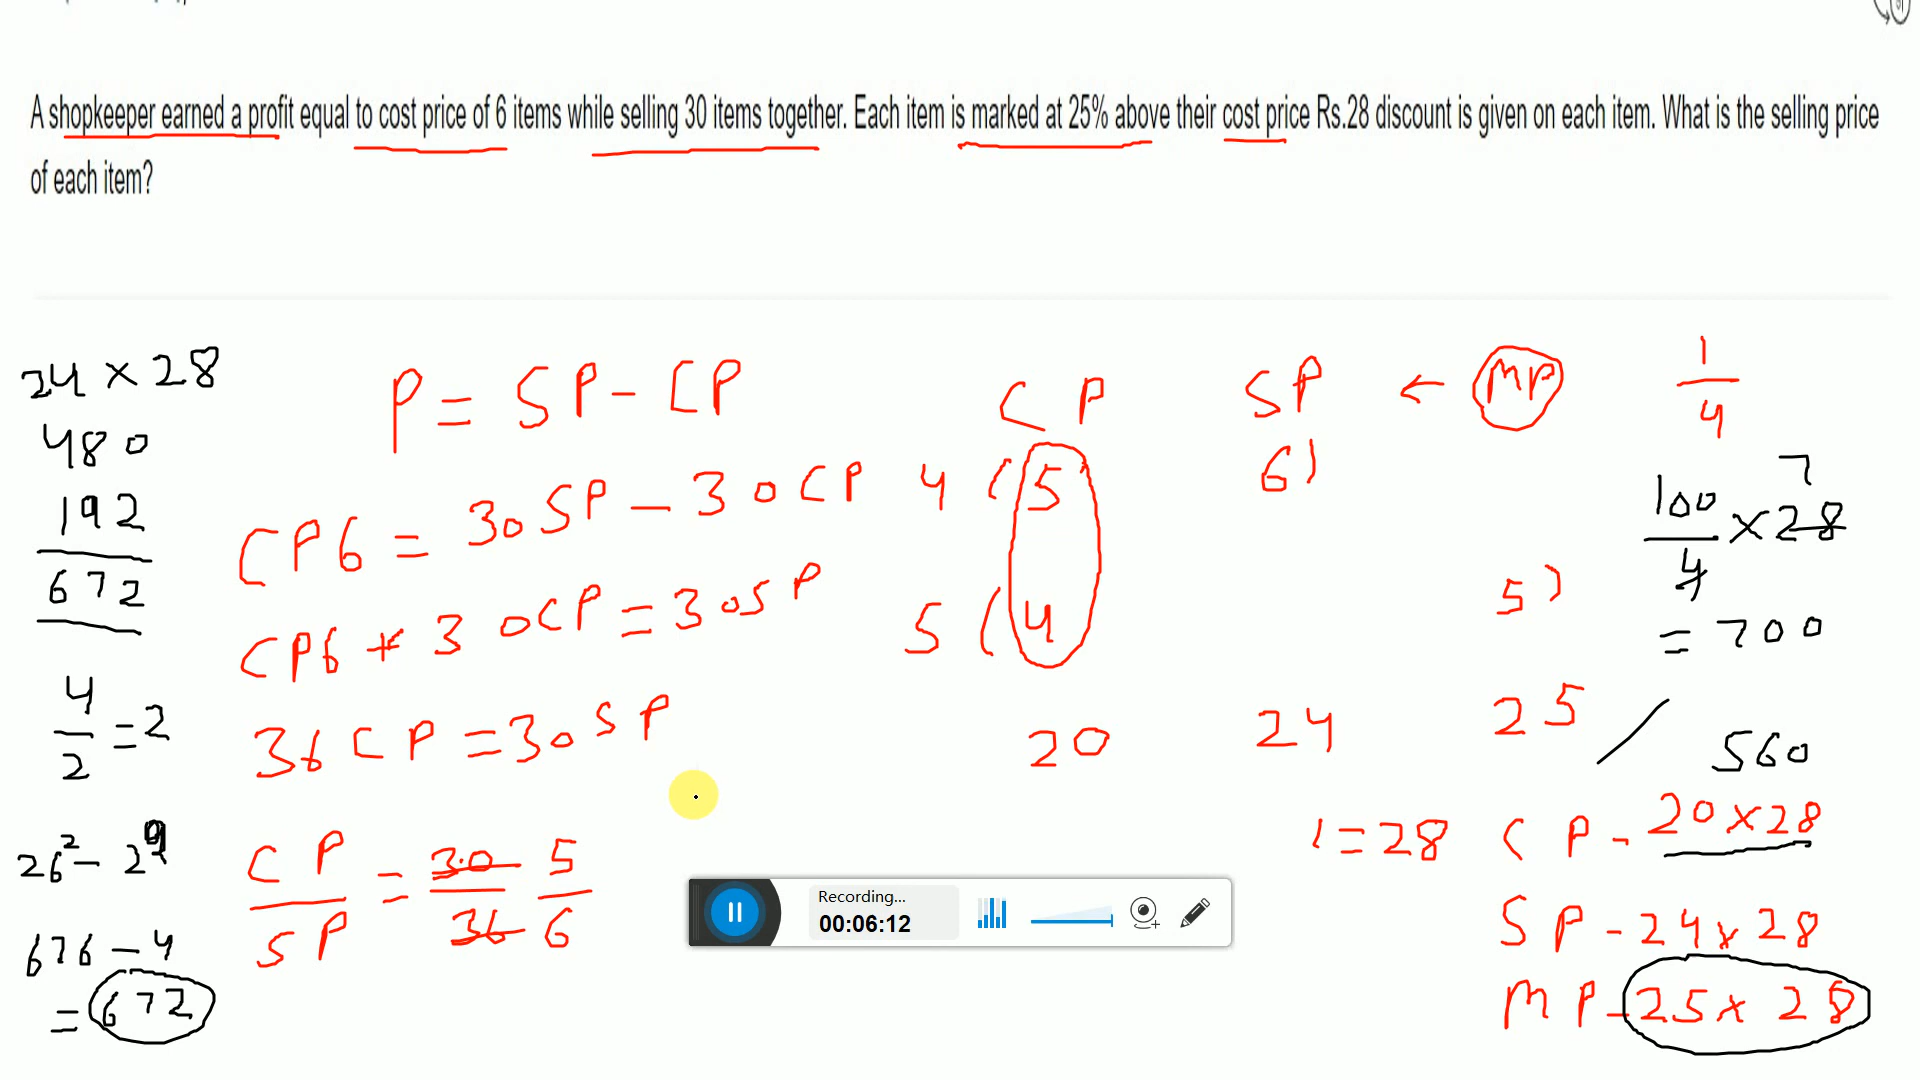 A shopkeeper earned a profit equal to cost price of 6 items while selling 30 items together. Each item is marked at 25% above their cost price Rs.28 discount is given on each item. What is the selling price
of each item?
24 x 28
480
192
672
4
2
=2
26² - 2²
9
676 - 4
= 672
P = SP - CP
CP6 = 30SP - 30CP
CP6 + 30CP = 30SP
36CP = 30SP
CP
SP
= 30
36
5
6
CP
SP ← MP
1
4
4 ( 5
6 )
5 ( 4
5 )
20
24
25
7
100
4
x 28
= 700
560
1 = 28
CP - 20 x 28
SP - 24 x 28
MP - 25 x 28
Recording...
00:06:12